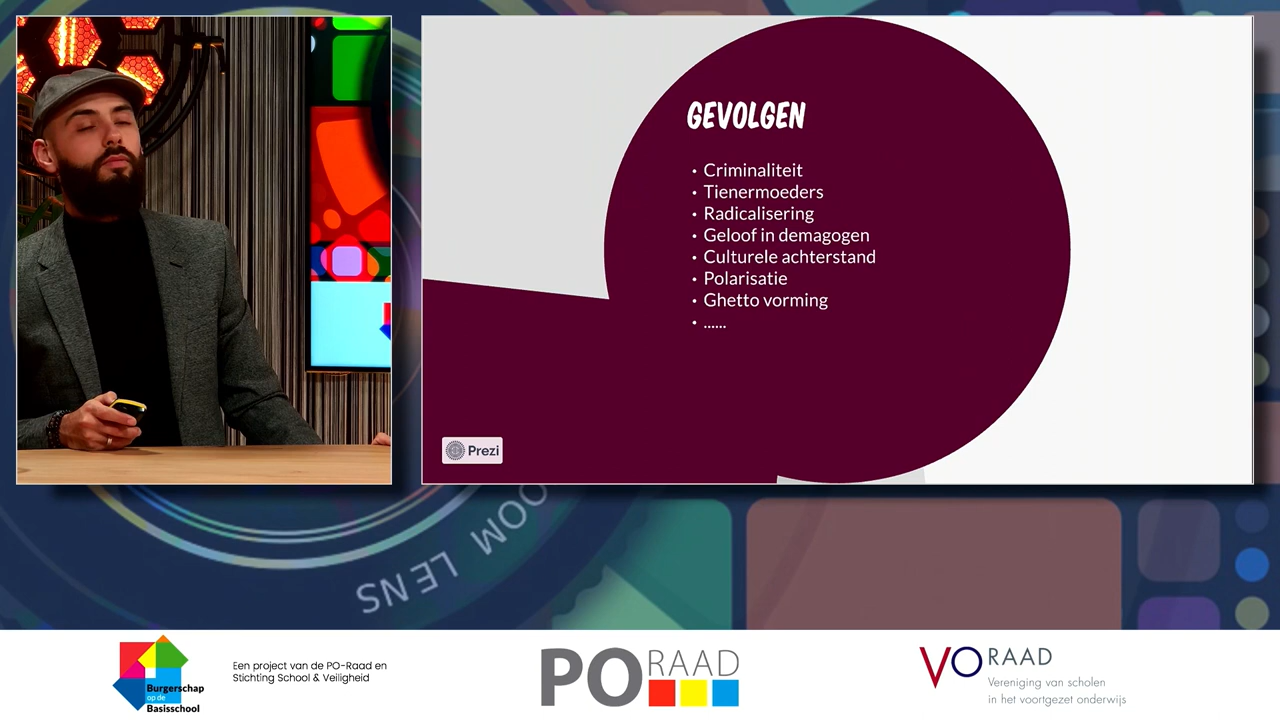 GEVOLGEN
• Criminaliteit
• Tienermoeders
• Radicalisering
• Geloof in demagogen
• Culturele achterstand
• Polarisatie
• Ghetto vorming
• ......
Prezi
ZOOM LENS
Burgerschap
op de
Basisschool
Een project van de PO-Raad en
Stichting School & Veiligheid
PO RAAD
VO RAAD
Vereniging van scholen
in het voortgezet onderwijs